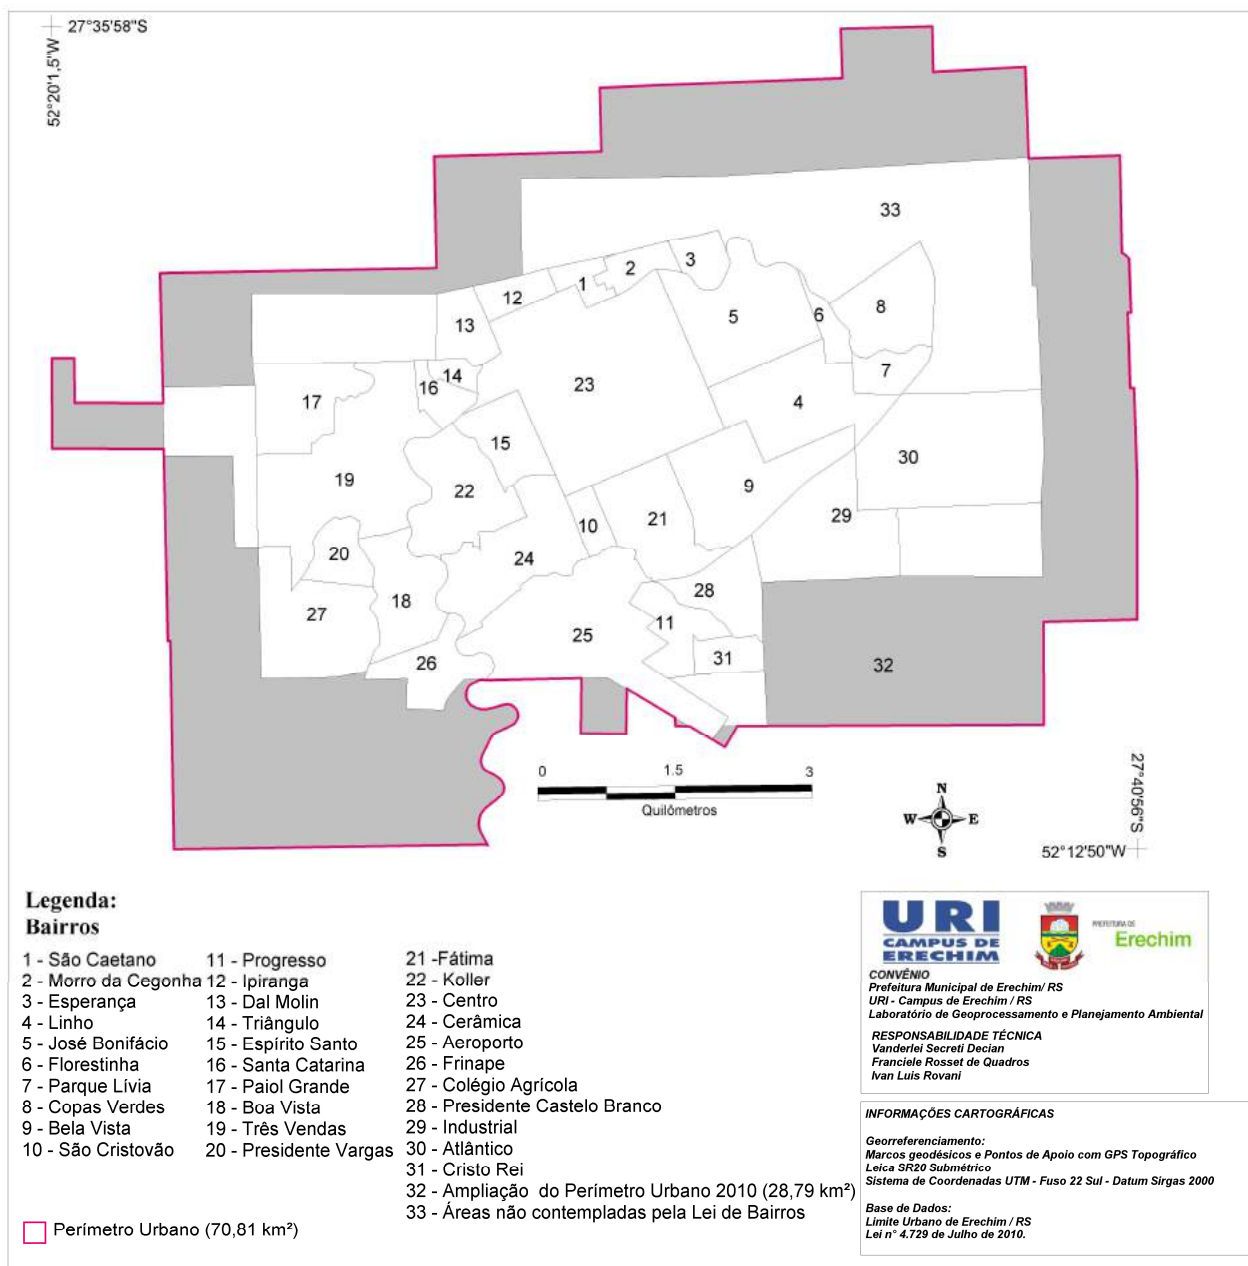 27°35'58"S
52°20'1,5"W
33
3
2
1
12
13
5
6
8
7
14
16
17
23
4
15
30
19
22
9
29
10
21
20
24
28
18
27
11
25
31
26
32
0 1.5 3
Quilômetros
N
W E
S
27°40'56"S
52°12'50"W
Legenda:
Bairros
1 - São Caetano
2 - Morro da Cegonha
3 - Esperança
4 - Linho
5 - José Bonifácio
6 - Florestinha
7 - Parque Lívia
8 - Copas Verdes
9 - Bela Vista
10 - São Cristovão
11 - Progresso
12 - Ipiranga
13 - Dal Molin
14 - Triângulo
15 - Espírito Santo
16 - Santa Catarina
17 - Paiol Grande
18 - Boa Vista
19 - Três Vendas
20 - Presidente Vargas
21 -Fátima
22 - Koller
23 - Centro
24 - Cerâmica
25 - Aeroporto
26 - Frinape
27 - Colégio Agrícola
28 - Presidente Castelo Branco
29 - Industrial
30 - Atlântico
31 - Cristo Rei
32 - Ampliação do Perímetro Urbano 2010 (28,79 km²)
33 - Áreas não contempladas pela Lei de Bairros
Perímetro Urbano (70,81 km²)
URI
CAMPUS DE
ERECHIM
PREFEITURA DE
Erechim
CONVÊNIO
Prefeitura Municipal de Erechim/ RS
URI - Campus de Erechim / RS
Laboratório de Geoprocessamento e Planejamento Ambiental
RESPONSABILIDADE TÉCNICA
Vanderlei Secreti Decian
Franciele Rosset de Quadros
Ivan Luis Rovani
INFORMAÇÕES CARTOGRÁFICAS
Georreferenciamento:
Marcos geodésicos e Pontos de Apoio com GPS Topográfico
Leica SR20 Submétrico
Sistema de Coordenadas UTM - Fuso 22 Sul - Datum Sirgas 2000
Base de Dados:
Limite Urbano de Erechim / RS
Lei n° 4.729 de Julho de 2010.